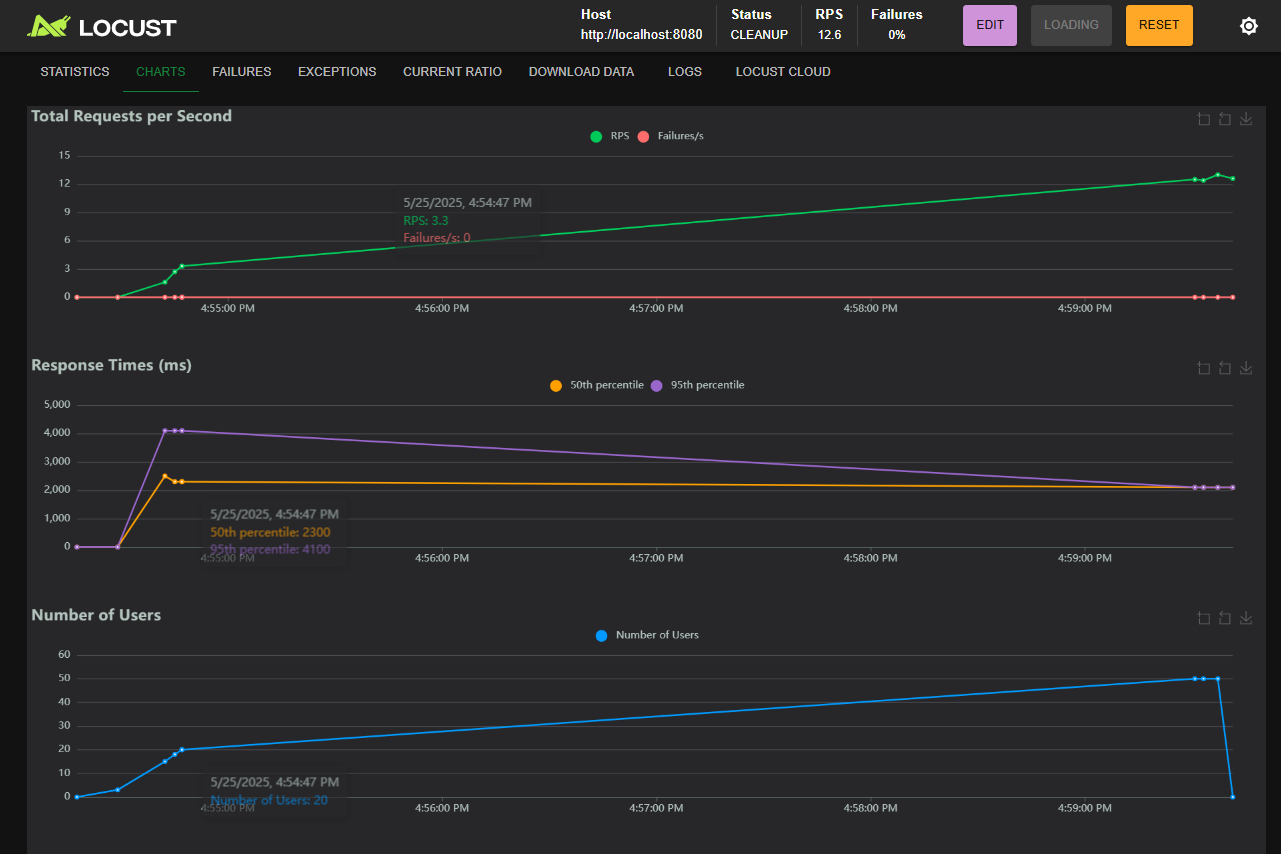 LOCUST
Host
http://localhost:8080
Status
CLEANUP
RPS
12.6
Failures
0%
EDIT
LOADING
RESET
STATISTICS CHARTS FAILURES EXCEPTIONS CURRENT RATIO DOWNLOAD DATA LOGS LOCUST CLOUD
Total Requests per Second
RPS Failures/s
15
12
9
6
3
0
5/25/2025, 4:54:47 PM
RPS: 3.3
Failures/s: 0
4:55:00 PM 4:56:00 PM 4:57:00 PM 4:58:00 PM 4:59:00 PM
Response Times (ms)
50th percentile 95th percentile
5,000
4,000
3,000
2,000
1,000
0
5/25/2025, 4:54:47 PM
50th percentile: 2300
95th percentile: 4100
4:55:00 PM 4:56:00 PM 4:57:00 PM 4:58:00 PM 4:59:00 PM
Number of Users
Number of Users
60
50
40
30
20
10
0
5/25/2025, 4:54:47 PM
Number of Users: 20
4:55:00 PM 4:56:00 PM 4:57:00 PM 4:58:00 PM 4:59:00 PM